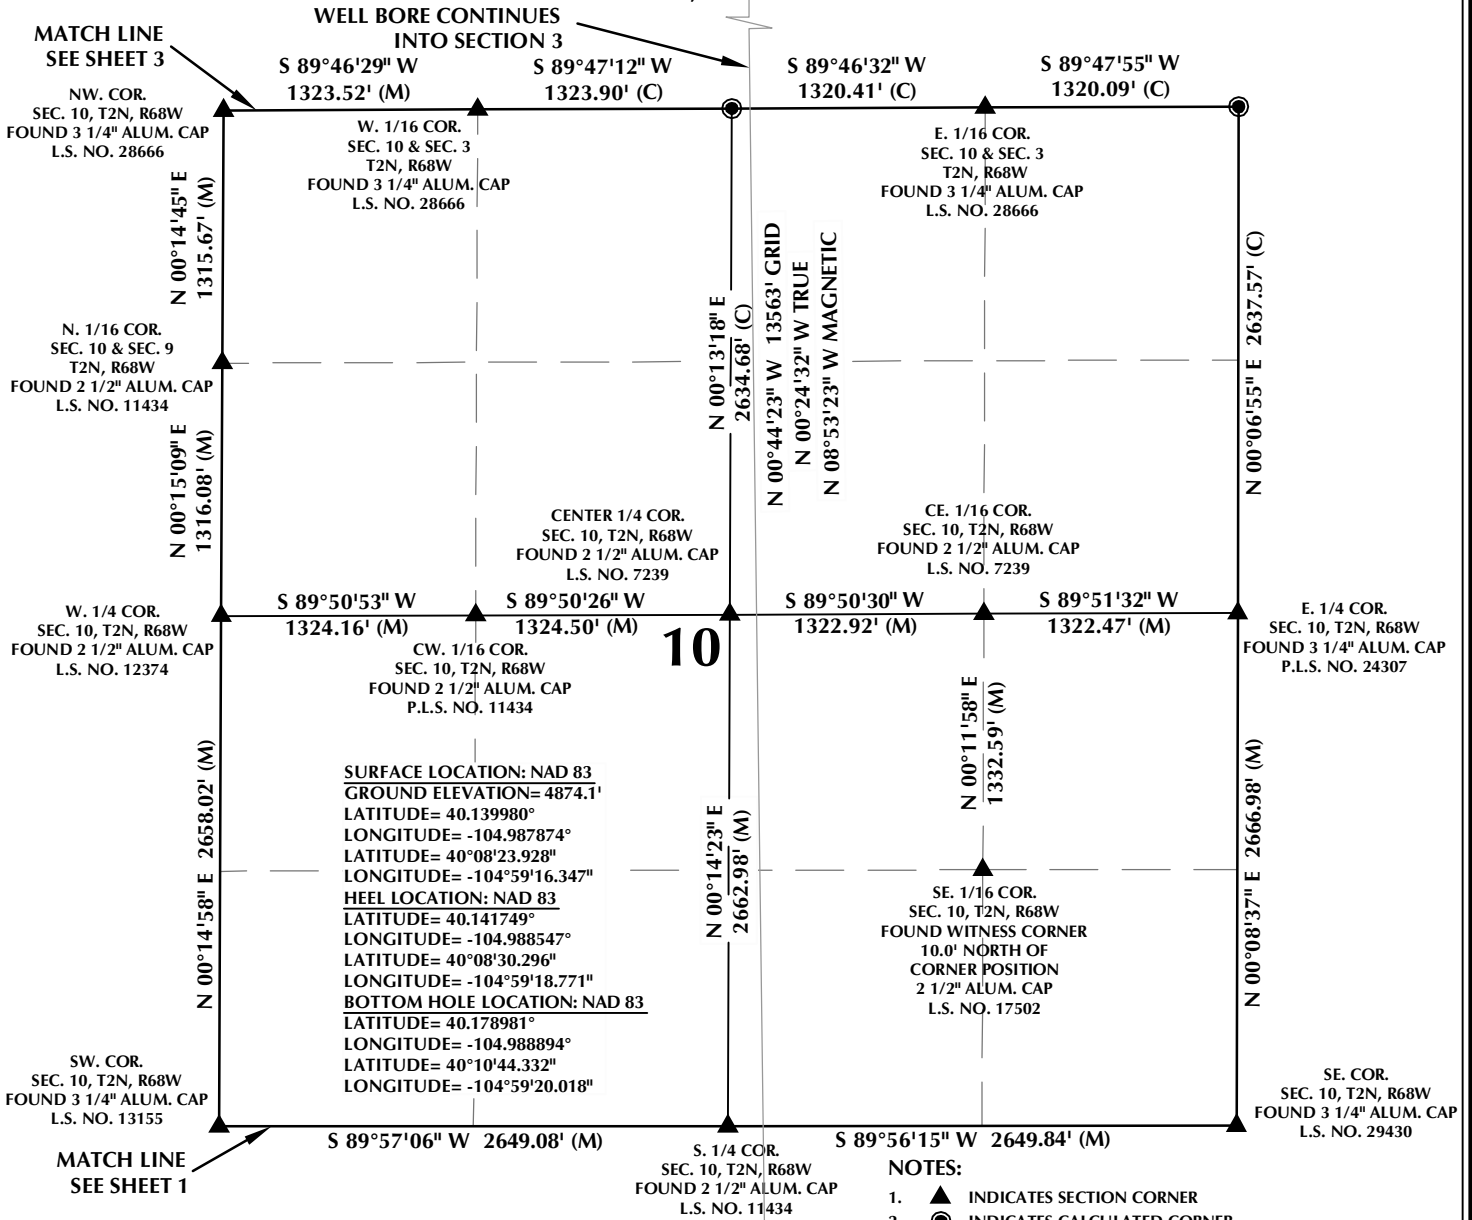 WELL BORE CONTINUES
INTO SECTION 3
MATCH LINE
SEE SHEET 3
S 89°46'29" W
1323.52' (M)
S 89°47'12" W
1323.90' (C)
S 89°46'32" W
1320.41' (C)
S 89°47'55" W
1320.09' (C)
NW. COR.
SEC. 10, T2N, R68W
FOUND 3 1/4" ALUM. CAP
L.S. NO. 28666
W. 1/16 COR.
SEC. 10 & SEC. 3
T2N, R68W
FOUND 3 1/4" ALUM. CAP
L.S. NO. 28666
E. 1/16 COR.
SEC. 10 & SEC. 3
T2N, R68W
FOUND 3 1/4" ALUM. CAP
L.S. NO. 28666
N 00°14'45" E
1315.67' (M)
N. 1/16 COR.
SEC. 10 & SEC. 9
T2N, R68W
FOUND 2 1/2" ALUM. CAP
L.S. NO. 11434
N 00°13'18" E
2634.68' (C)
N 00°44'23" W 13563' GRID
N 00°24'32" W TRUE
N 08°53'23" W MAGNETIC
N 00°06'55" E 2637.57' (C)
N 00°15'09" E
1316.08' (M)
CENTER 1/4 COR.
SEC. 10, T2N, R68W
FOUND 2 1/2" ALUM. CAP
L.S. NO. 7239
CE. 1/16 COR.
SEC. 10, T2N, R68W
FOUND 2 1/2" ALUM. CAP
L.S. NO. 7239
W. 1/4 COR.
SEC. 10, T2N, R68W
FOUND 2 1/2" ALUM. CAP
L.S. NO. 12374
S 89°50'53" W
1324.16' (M)
S 89°50'26" W
1324.50' (M)
S 89°50'30" W
1322.92' (M)
S 89°51'32" W
1322.47' (M)
E. 1/4 COR.
SEC. 10, T2N, R68W
FOUND 3 1/4" ALUM. CAP
P.L.S. NO. 24307
10
CW. 1/16 COR.
SEC. 10, T2N, R68W
FOUND 2 1/2" ALUM. CAP
P.L.S. NO. 11434
N 00°14'58" E 2658.02' (M)
SURFACE LOCATION: NAD 83
GROUND ELEVATION= 4874.1'
LATITUDE= 40.139980°
LONGITUDE= -104.987874°
LATITUDE= 40°08'23.928"
LONGITUDE= -104°59'16.347"
HEEL LOCATION: NAD 83
LATITUDE= 40.141749°
LONGITUDE= -104.988547°
LATITUDE= 40°08'30.296"
LONGITUDE= -104°59'18.771"
BOTTOM HOLE LOCATION: NAD 83
LATITUDE= 40.178981°
LONGITUDE= -104.988894°
LATITUDE= 40°10'44.332"
LONGITUDE= -104°59'20.018"
N 00°14'23" E
2662.98' (M)
N 00°11'58" E
1332.59' (M)
N 00°08'37" E 2666.98' (M)
SE. 1/16 COR.
SEC. 10, T2N, R68W
FOUND WITNESS CORNER
10.0' NORTH OF
CORNER POSITION
2 1/2" ALUM. CAP
L.S. NO. 17502
SW. COR.
SEC. 10, T2N, R68W
FOUND 3 1/4" ALUM. CAP
L.S. NO. 13155
SE. COR.
SEC. 10, T2N, R68W
FOUND 3 1/4" ALUM. CAP
L.S. NO. 29430
S 89°57'06" W 2649.08' (M)
S 89°56'15" W 2649.84' (M)
MATCH LINE
SEE SHEET 1
S. 1/4 COR.
SEC. 10, T2N, R68W
FOUND 2 1/2" ALUM. CAP
L.S. NO. 11434
NOTES:
1. INDICATES SECTION CORNER
2. INDICATES CALCULATED CORNER